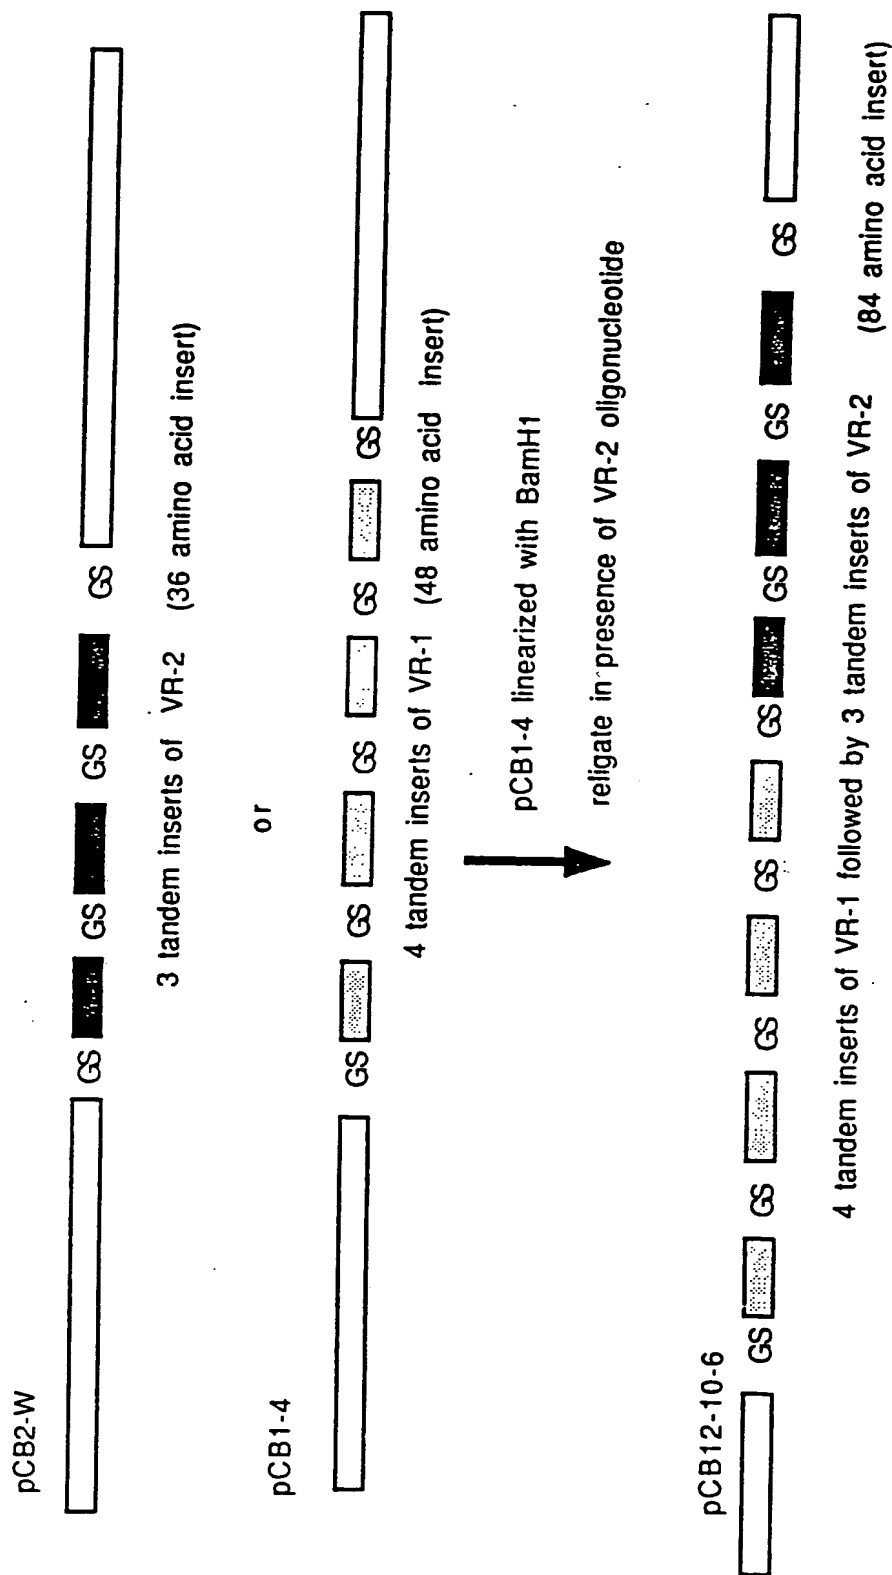 pCB2-W
GS GS GS GS
3 tandem inserts of VR-2 (36 amino acid insert)
or
pCB1-4
GS GS GS GS GS
4 tandem inserts of VR-1 (48 amino acid insert)
pCB1-4 linearized with BamH1
religate in presence of VR-2 oligonucleotide
pCB12-10-6
GS GS GS GS GS GS GS GS
4 tandem inserts of VR-1 followed by 3 tandem inserts of VR-2 (84 amino acid insert)